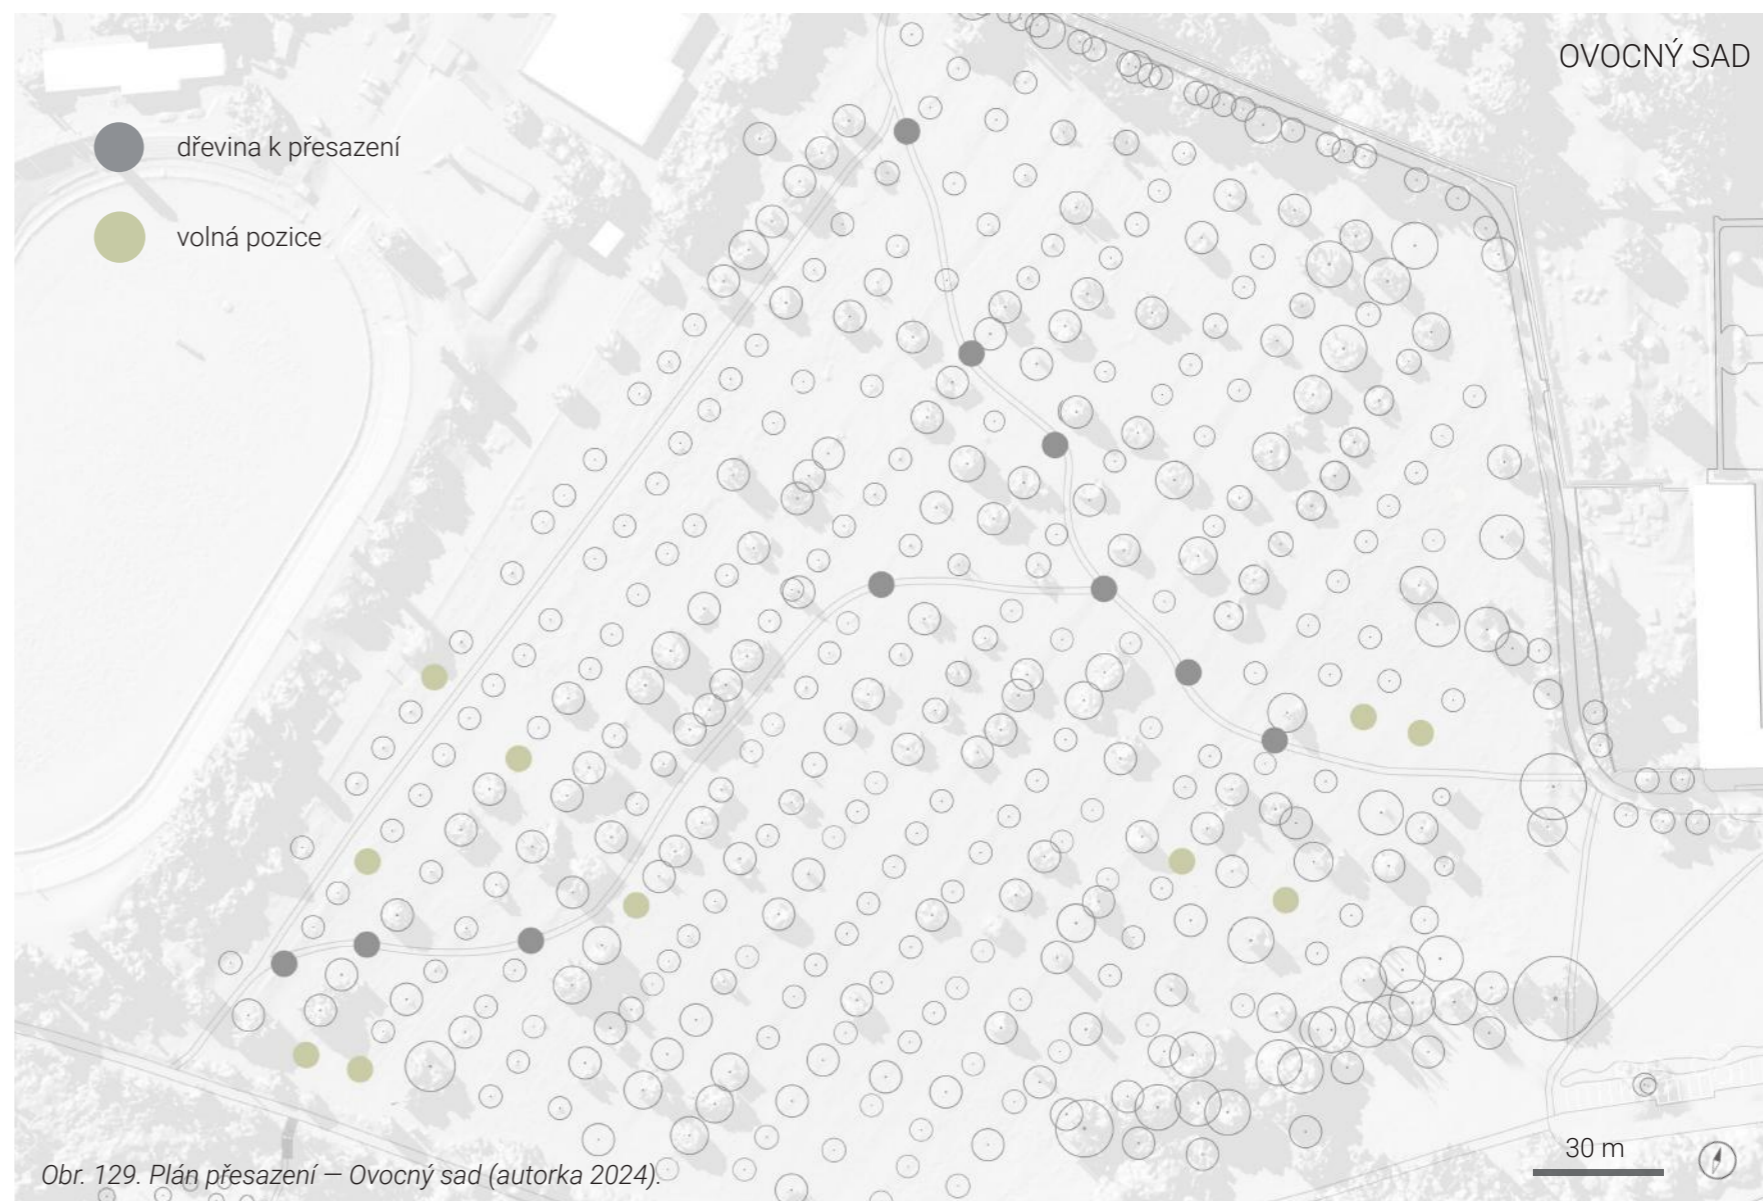 OVOCNÝ SAD
dřevina k přesazení
volná pozice
30 m
Obr. 129. Plán přesazení — Ovocný sad (autorka 2024).